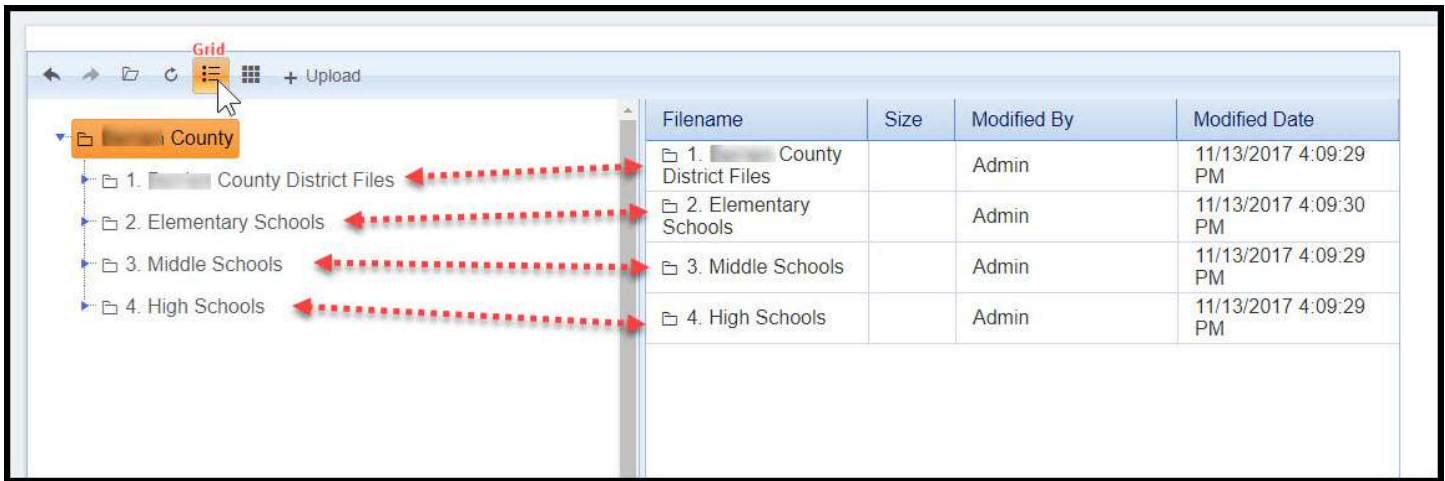 Grid
+ Upload
County
1. County District Files
2. Elementary Schools
3. Middle Schools
4. High Schools
Filename Size Modified By Modified Date
1. County
District Files
Admin
11/13/2017 4:09:29
PM
2. Elementary
Schools
Admin
11/13/2017 4:09:30
PM
3. Middle Schools
Admin
11/13/2017 4:09:29
PM
4. High Schools
Admin
11/13/2017 4:09:29
PM